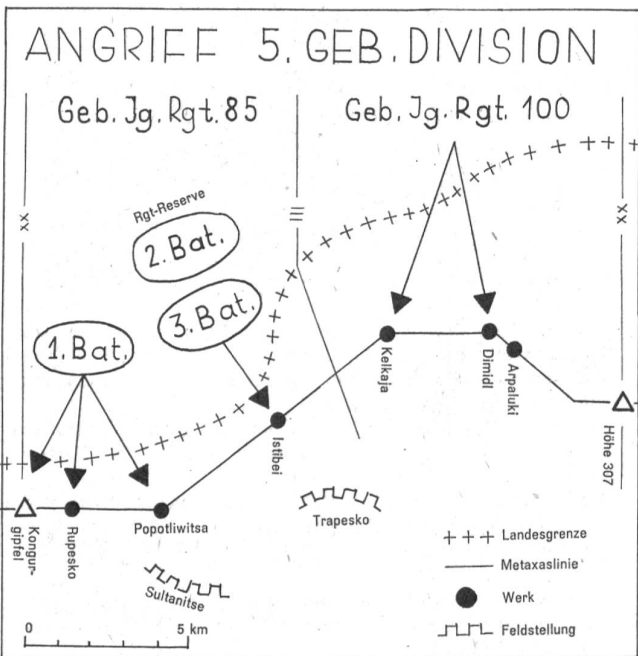 ANGRIFF 5. GEB. DIVISION
Geb. Jg. Rgt. 85
Geb. Jg. Rgt. 100
xx
III
xx
Rgt-Reserve
2. Bat.
3. Bat.
1. Bat.
Kelkaja
Dimidl
Arpaluki
Höhe 307
Istibei
Kongur-
gipfel
Rupesko
Popotliwitsa
Trapesko
Sultanitse
+++ Landesgrenze
Metaxaslinie
Werk
Feldstellung
0 5 km